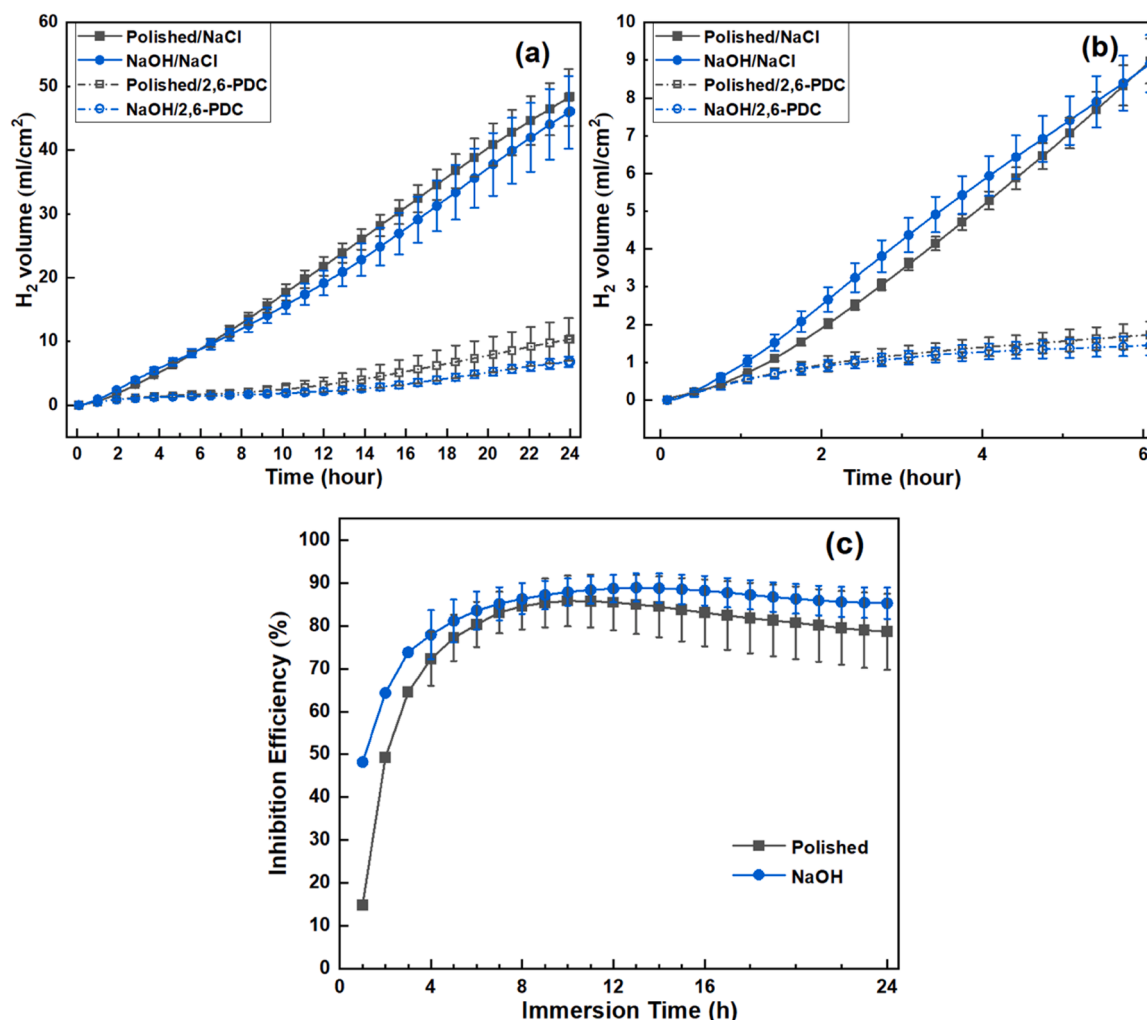 (a)
Polished/NaCl
NaOH/NaCl
Polished/2,6-PDC
NaOH/2,6-PDC
H2 volume (ml/cm2)
60
50
40
30
20
10
0
0 2 4 6 8 10 12 14 16 18 20 22 24
Time (hour)
(b)
Polished/NaCl
NaOH/NaCl
Polished/2,6-PDC
NaOH/2,6-PDC
H2 volume (ml/cm2)
10
9
8
7
6
5
4
3
2
1
0
0 2 4 6
Time (hour)
(c)
Inhibition Efficiency (%)
100
90
80
70
60
50
40
30
20
10
0
Polished
NaOH
0 4 8 12 16 20 24
Immersion Time (h)